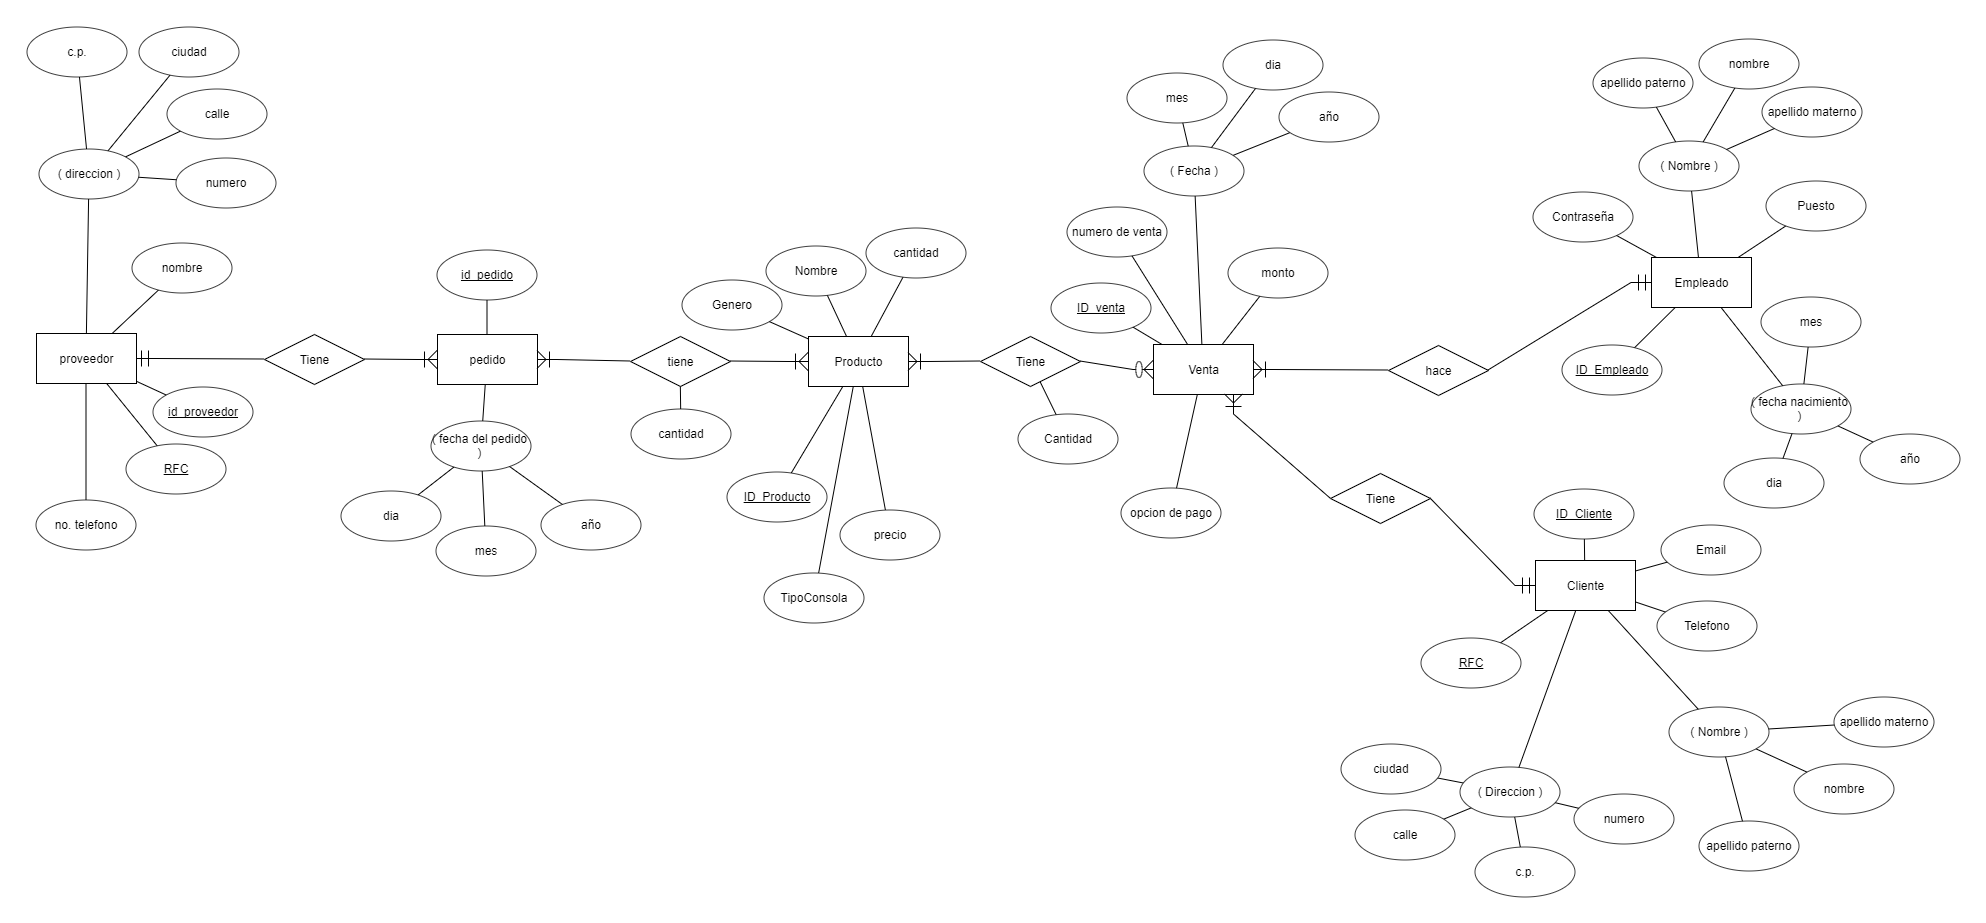 c.p.
ciudad
calle
( direccion )
numero
nombre
proveedor
id_proveedor
RFC
no. telefono
Tiene
id_pedido
pedido
( fecha del pedido
)
dia
mes
año
tiene
cantidad
Genero
Nombre
cantidad
Producto
ID_Producto
precio
TipoConsola
Tiene
Cantidad
mes
dia
año
( Fecha )
numero de venta
monto
ID_venta
Venta
opcion de pago
hace
apellido paterno
nombre
apellido materno
( Nombre )
Contraseña
Puesto
Empleado
ID_Empleado
mes
( fecha nacimiento
)
dia
año
Tiene
ID_Cliente
Email
Cliente
Telefono
RFC
( Nombre )
apellido materno
nombre
apellido paterno
ciudad
( Direccion )
calle
numero
c.p.